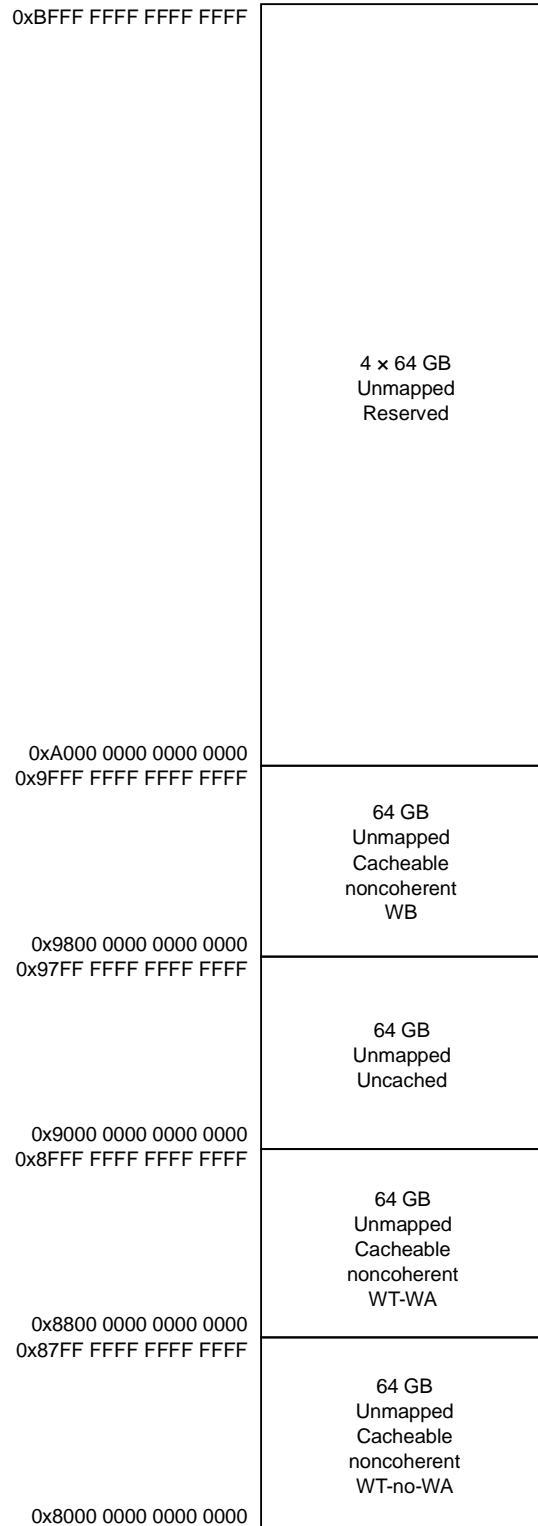 0xBFFF FFFF FFFF FFFF
4 × 64 GB
Unmapped
Reserved
0xA000 0000 0000 0000
0x9FFF FFFF FFFF FFFF
64 GB
Unmapped
Cacheable
noncoherent
WB
0x9800 0000 0000 0000
0x97FF FFFF FFFF FFFF
64 GB
Unmapped
Uncached
0x9000 0000 0000 0000
0x8FFF FFFF FFFF FFFF
64 GB
Unmapped
Cacheable
noncoherent
WT-WA
0x8800 0000 0000 0000
0x87FF FFFF FFFF FFFF
64 GB
Unmapped
Cacheable
noncoherent
WT-no-WA
0x8000 0000 0000 0000